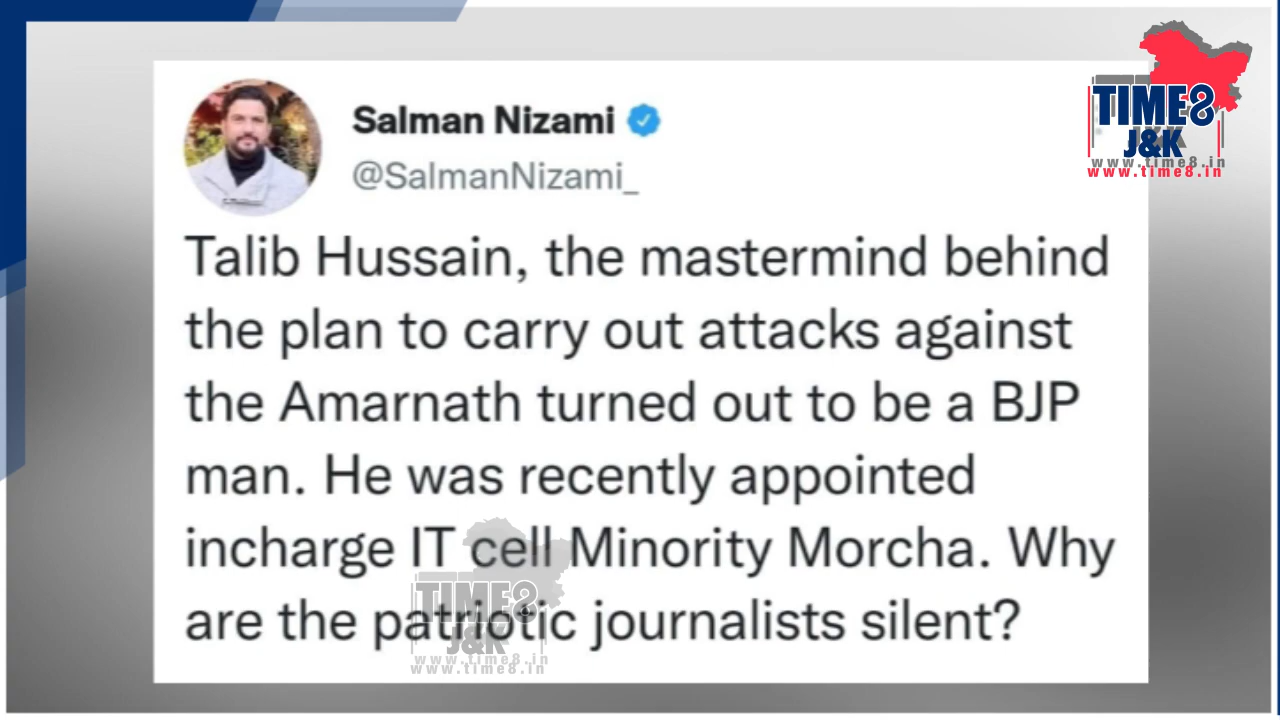 Salman Nizami
@SalmanNizami_
Talib Hussain, the mastermind behind
the plan to carry out attacks against
the Amarnath turned out to be a BJP
man. He was recently appointed
incharge IT cell Minority Morcha. Why
are the patriotic journalists silent?
TIME8
J&K
www.time8.in
www.time8.in
TIME8
J&K
www.time8.in
www.time8.in